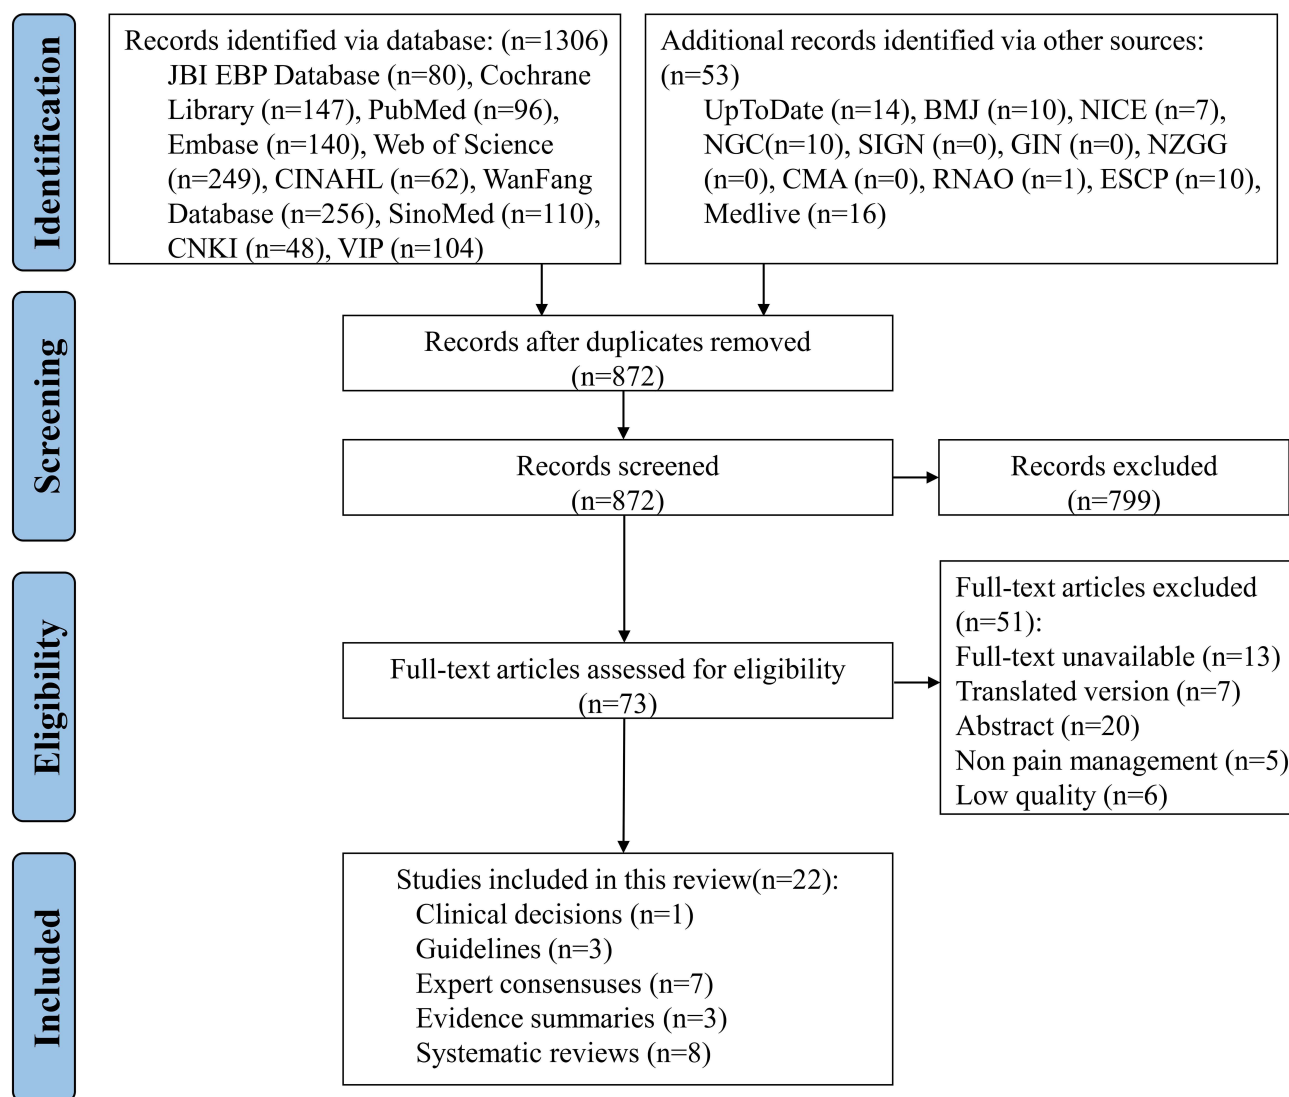 Identification
Records identified via database: (n=1306)
JBI EBP Database (n=80), Cochrane
Library (n=147), PubMed (n=96),
Embase (n=140), Web of Science
(n=249), CINAHL (n=62), WanFang
Database (n=256), SinoMed (n=110),
CNKI (n=48), VIP (n=104)
Additional records identified via other sources:
(n=53)
UpToDate (n=14), BMJ (n=10), NICE (n=7),
NGC(n=10), SIGN (n=0), GIN (n=0), NZGG
(n=0), CMA (n=0), RNAO (n=1), ESCP (n=10),
Medlive (n=16)
Screening
Records after duplicates removed
(n=872)
Records screened
(n=872)
Records excluded
(n=799)
Eligibility
Full-text articles assessed for eligibility
(n=73)
Full-text articles excluded
(n=51):
Full-text unavailable (n=13)
Translated version (n=7)
Abstract (n=20)
Non pain management (n=5)
Low quality (n=6)
Included
Studies included in this review(n=22):
Clinical decisions (n=1)
Guidelines (n=3)
Expert consensuses (n=7)
Evidence summaries (n=3)
Systematic reviews (n=8)